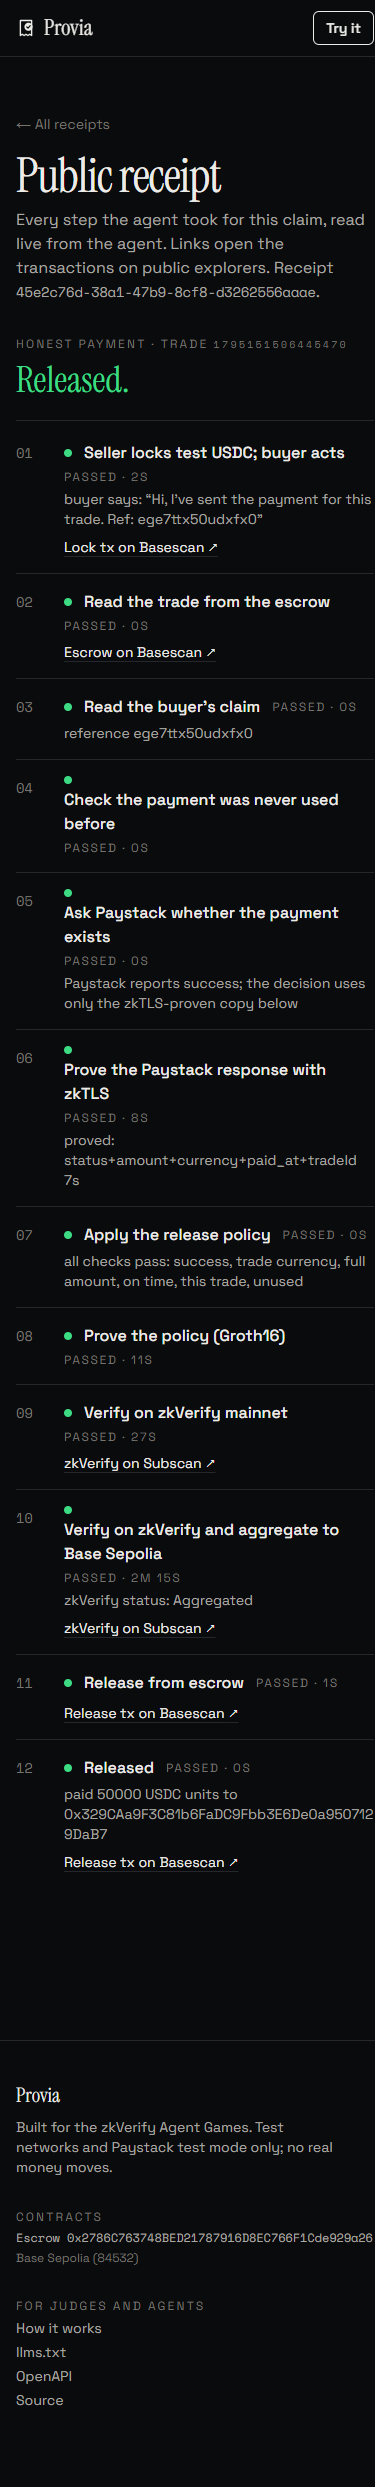 Provia
Try it
← All receipts
Public receipt
Every step the agent took for this claim, read
live from the agent. Links open the
transactions on public explorers. Receipt
45e2c76d-38a1-47b9-8cf8-d3262556aaae.
HONEST PAYMENT · TRADE 1795151506445470
Released.
01
Seller locks test USDC; buyer acts
PASSED · 2S
buyer says: “Hi, I've sent the payment for this
trade. Ref: ege7ttx50udxfx0”
Lock tx on Basescan ↗
02
Read the trade from the escrow
PASSED · 0S
Escrow on Basescan ↗
03
Read the buyer's claim PASSED · 0S
reference ege7ttx50udxfx0
04
Check the payment was never used
before
PASSED · 0S
05
Ask Paystack whether the payment
exists
PASSED · 0S
Paystack reports success; the decision uses
only the zkTLS-proven copy below
06
Prove the Paystack response with
zkTLS
PASSED · 8S
proved:
status+amount+currency+paid_at+tradeId
7s
07
Apply the release policy PASSED · 0S
all checks pass: success, trade currency, full
amount, on time, this trade, unused
08
Prove the policy (Groth16)
PASSED · 11S
09
Verify on zkVerify mainnet
PASSED · 27S
zkVerify on Subscan ↗
10
Verify on zkVerify and aggregate to
Base Sepolia
PASSED · 2M 15S
zkVerify status: Aggregated
zkVerify on Subscan ↗
11
Release from escrow PASSED · 1S
Release tx on Basescan ↗
12
Released PASSED · 0S
paid 50000 USDC units to
0x329CAa9F3C81b6FaDC9Fbb3E6De0a950712
9DaB7
Release tx on Basescan ↗
Provia
Built for the zkVerify Agent Games. Test
networks and Paystack test mode only; no real
money moves.
CONTRACTS
Escrow 0x2786C763748BED21787916D8EC766F1Cde929a26
Base Sepolia (84532)
FOR JUDGES AND AGENTS
How it works
llms.txt
OpenAPI
Source